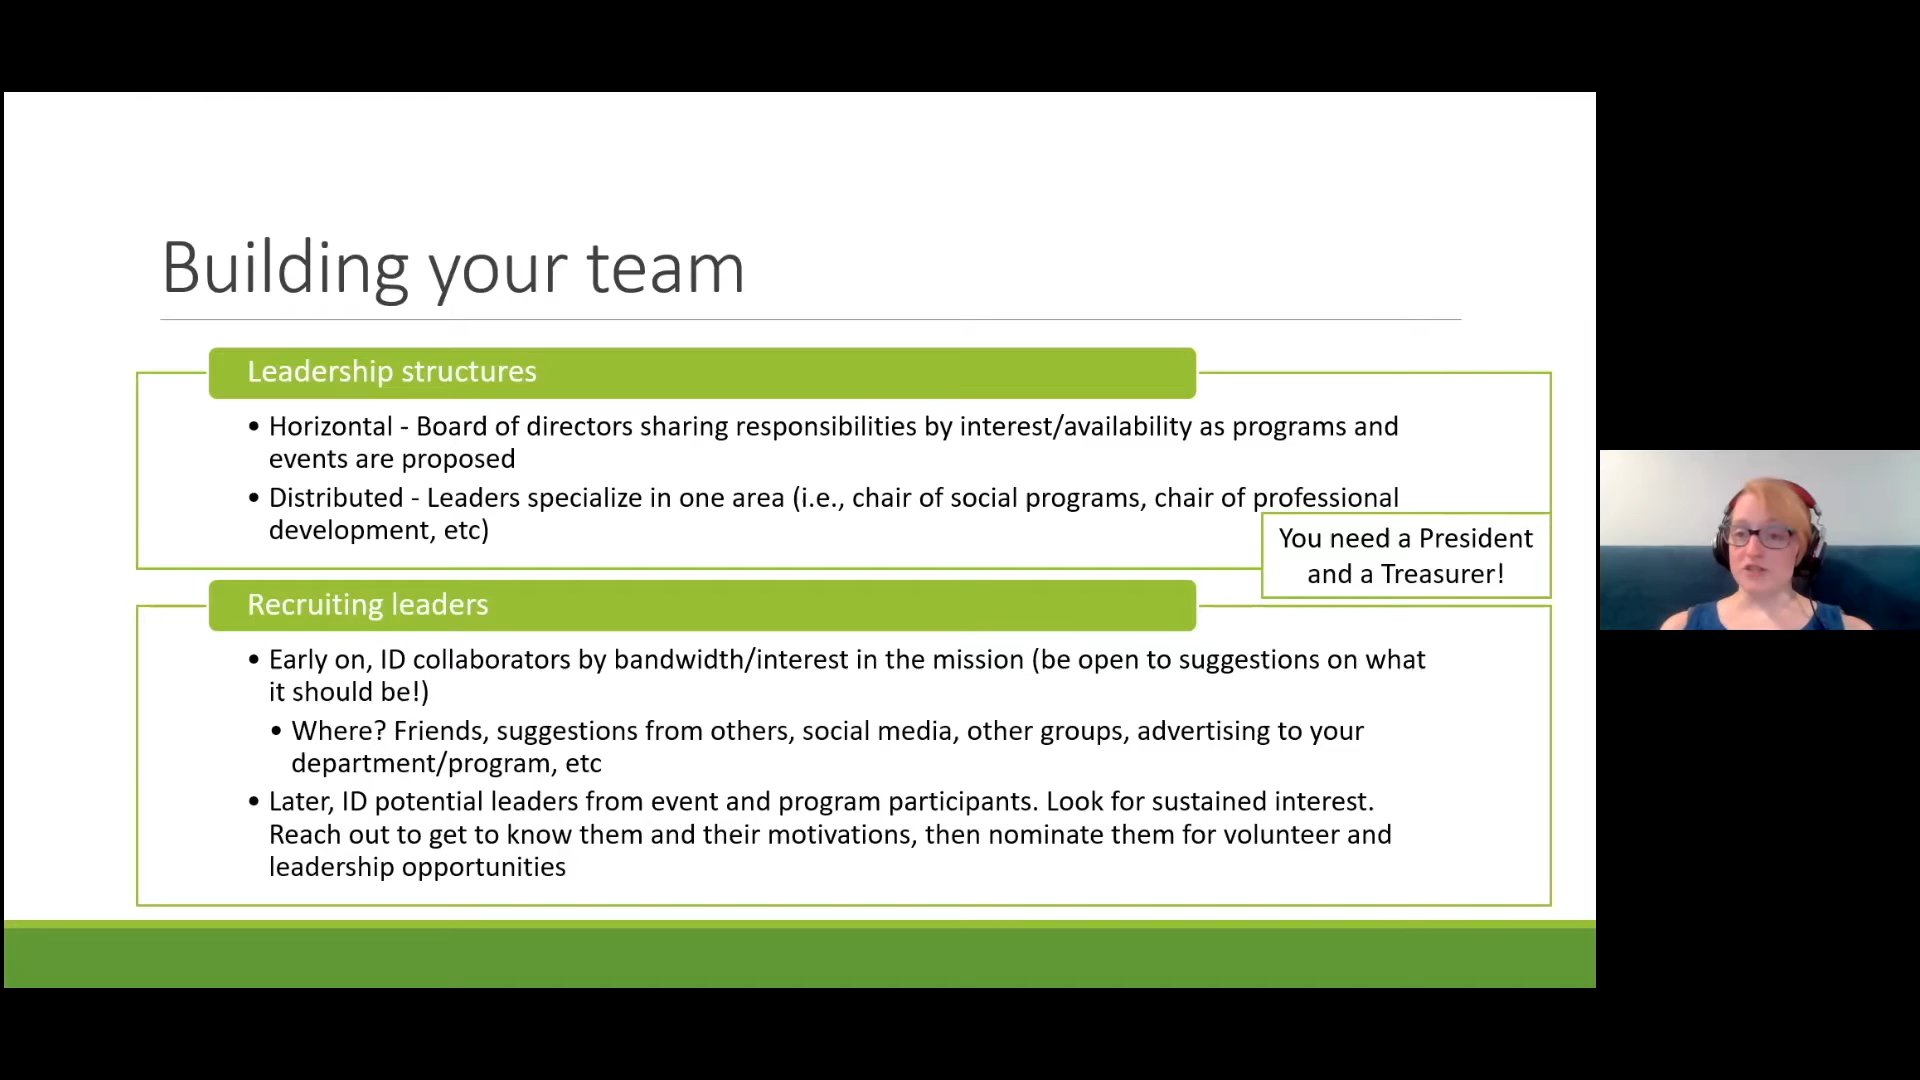 Building your team
Leadership structures
• Horizontal - Board of directors sharing responsibilities by interest/availability as programs and
events are proposed
• Distributed - Leaders specialize in one area (i.e., chair of social programs, chair of professional
development, etc)
You need a President
and a Treasurer!
Recruiting leaders
• Early on, ID collaborators by bandwidth/interest in the mission (be open to suggestions on what
it should be!)
• Where? Friends, suggestions from others, social media, other groups, advertising to your
department/program, etc
• Later, ID potential leaders from event and program participants. Look for sustained interest.
Reach out to get to know them and their motivations, then nominate them for volunteer and
leadership opportunities